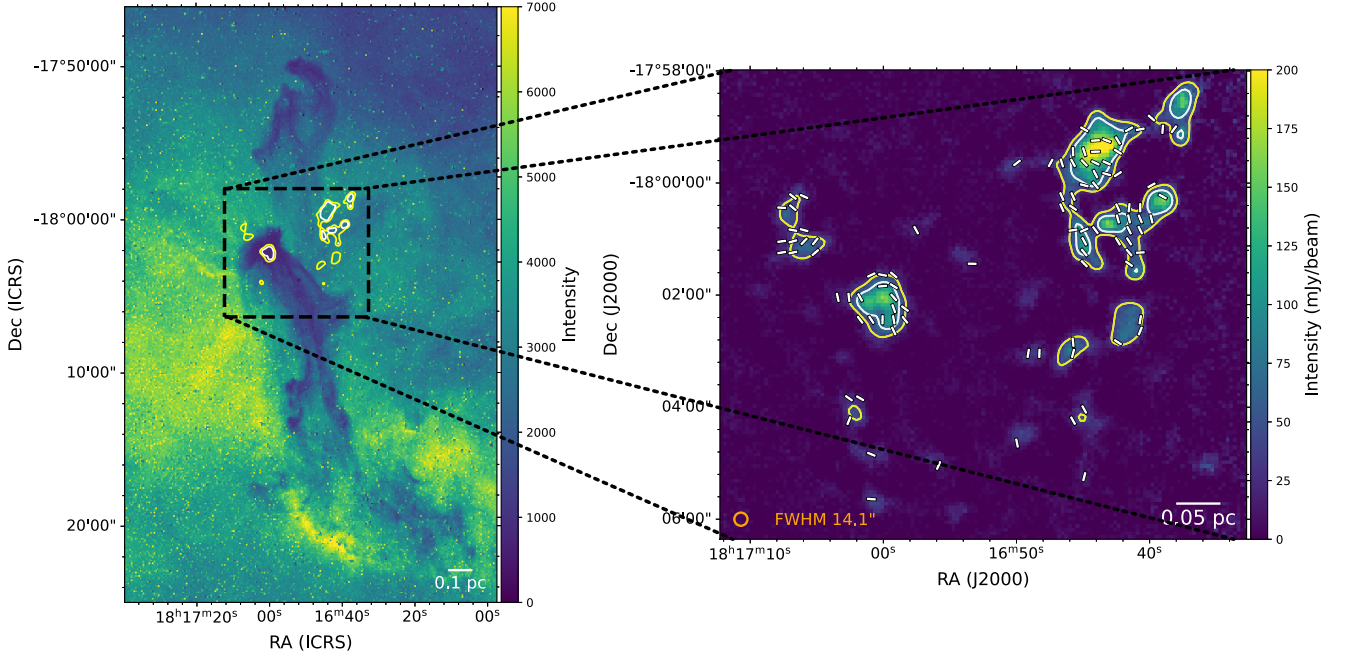 -17°50'00"
-18°00'00"
10'00"
20'00"
Dec (ICRS)
18ʰ17ᵐ20ˢ
00ˢ
16ᵐ40ˢ
20ˢ
00ˢ
RA (ICRS)
0.1 pc
7000
6000
5000
4000
3000
2000
1000
0
Intensity
Dec (J2000)
-17°58'00"
-18°00'00"
02'00"
04'00"
06'00"
FWHM 14.1"
0.05 pc
18ʰ17ᵐ10ˢ
00ˢ
16ᵐ50ˢ
40ˢ
RA (J2000)
200
175
150
125
100
75
50
25
0
Intensity (mJy/beam)